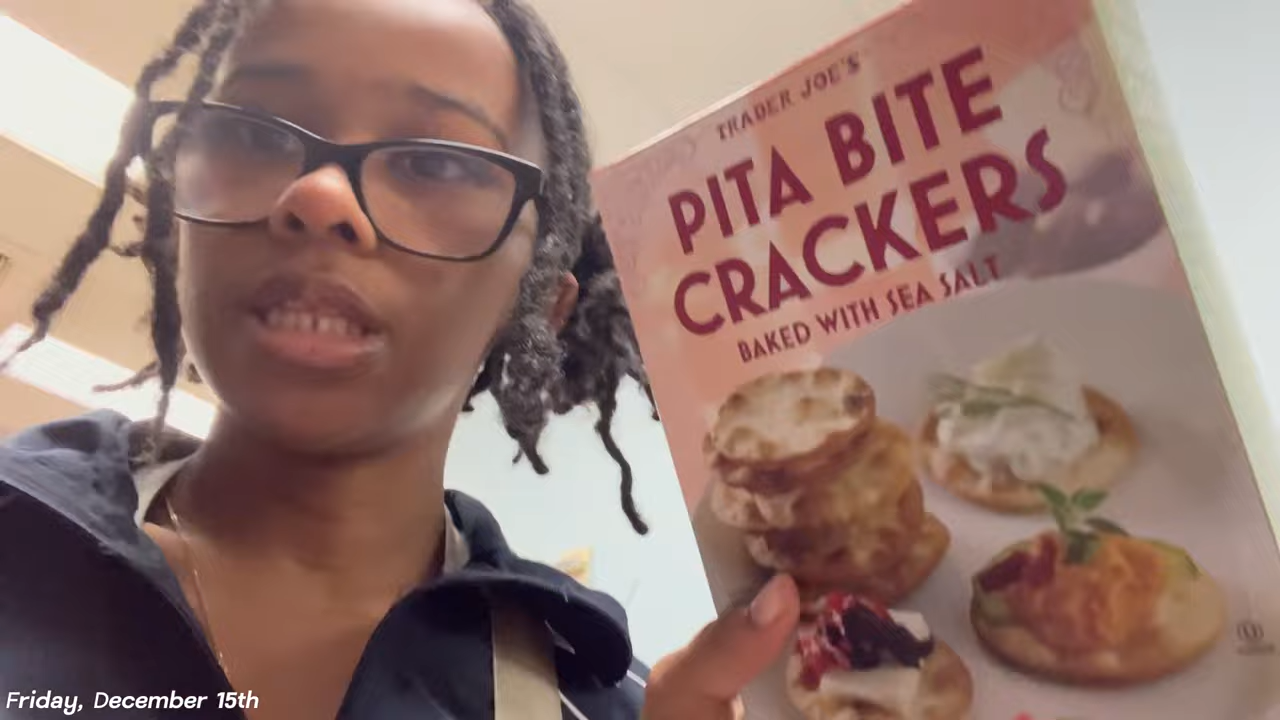 TRADER JOE'S
PITA BITE
CRACKERS
BAKED WITH SEA SALT
Friday, December 15th